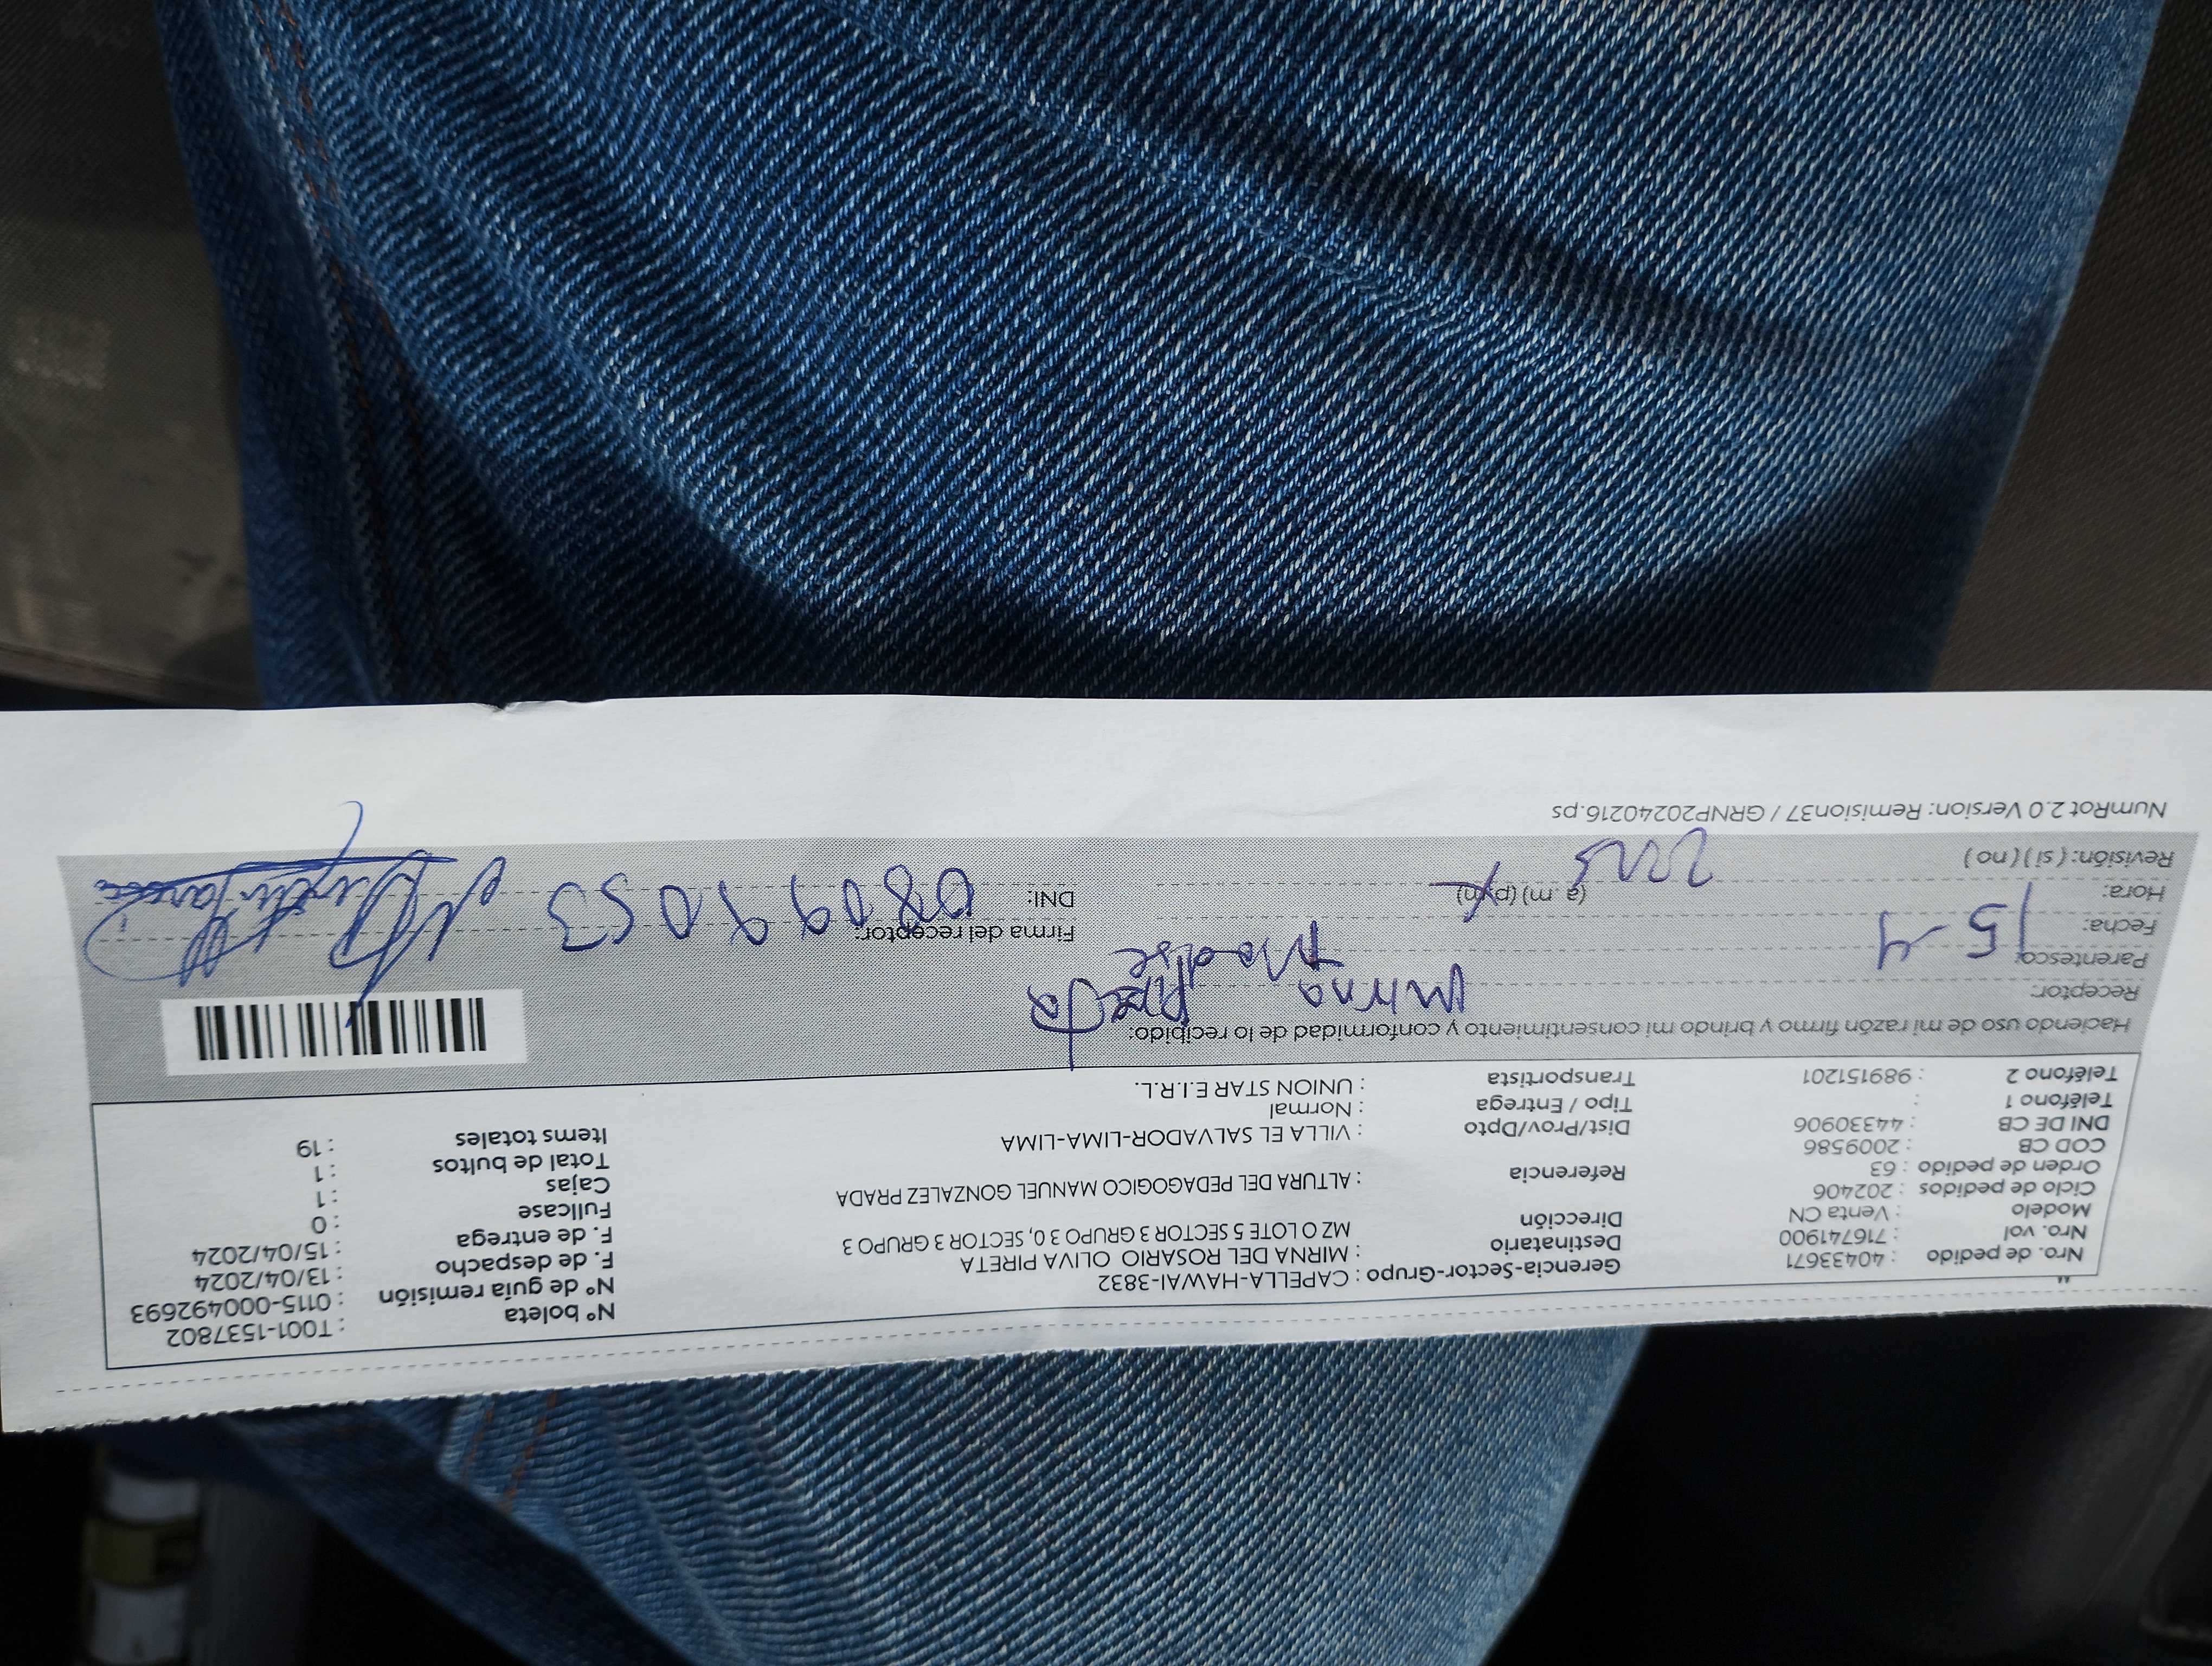 Nº boleta : T001-1537802
Nº de guía remisión : 0115-000492693
F. de despacho : 13/04/2024
F. de entrega : 15/04/2024
Fullcase : 0
Cajas : 1
Total de bultos : 1
Items totales : 19
Gerencia-Sector-Grupo : CAPELLA-HAWAI-3832
Destinatario : MIRNA DEL ROSARIO OLIVA PIRETA
Dirección MZ O LOTE 5 SECTOR 3 GRUPO 3 0, SECTOR 3 GRUPO 3
Referencia : ALTURA DEL PEDAGOGICO MANUEL GONZALEZ PRADA
Dist/Prov/Dpto : VILLA EL SALVADOR-LIMA-LIMA
Tipo / Entrega : Normal
Transportista : UNION STAR E.I.R.L.
Nro. de pedido : 40433671
Nro. vol : 716741900
Modelo : Venta CN
Ciclo de pedidos : 202406
Orden de pedido : 63
COD CB : 2009586
DNI DE CB : 44330906
Teléfono 1 :
Teléfono 2 : 989151201
Haciendo uso de mi razón firmo y brindo mi consentimiento y conformidad de lo recibido:
Receptor: Mirna Pireta
Parentesco: Madre
Fecha: 15-4
Hora: (a.m) (p.m)
Revisión: ( si ) ( no )
Firma del receptor:
DNI: 08099053
NumRot 2.0 Version: Remision37 / GRNP20240216.ps